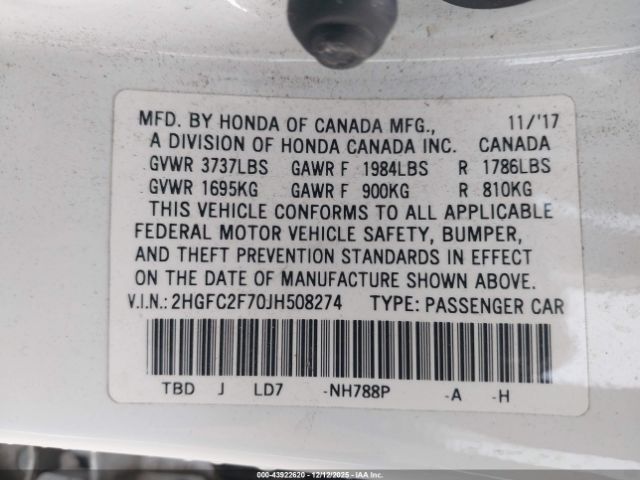 MFD. BY HONDA OF CANADA MFG., 11/'17
A DIVISION OF HONDA CANADA INC. CANADA
GVWR 3737LBS GAWR F 1984LBS R 1786LBS
GVWR 1695KG GAWR F 900KG R 810KG
THIS VEHICLE CONFORMS TO ALL APPLICABLE
FEDERAL MOTOR VEHICLE SAFETY, BUMPER,
AND THEFT PREVENTION STANDARDS IN EFFECT
ON THE DATE OF MANUFACTURE SHOWN ABOVE.
V.I.N.: 2HGFC2F70JH508274 TYPE: PASSENGER CAR
TBD J LD7 -NH788P -A -H
000-43922620 - 12/12/2025 - IAA Inc.